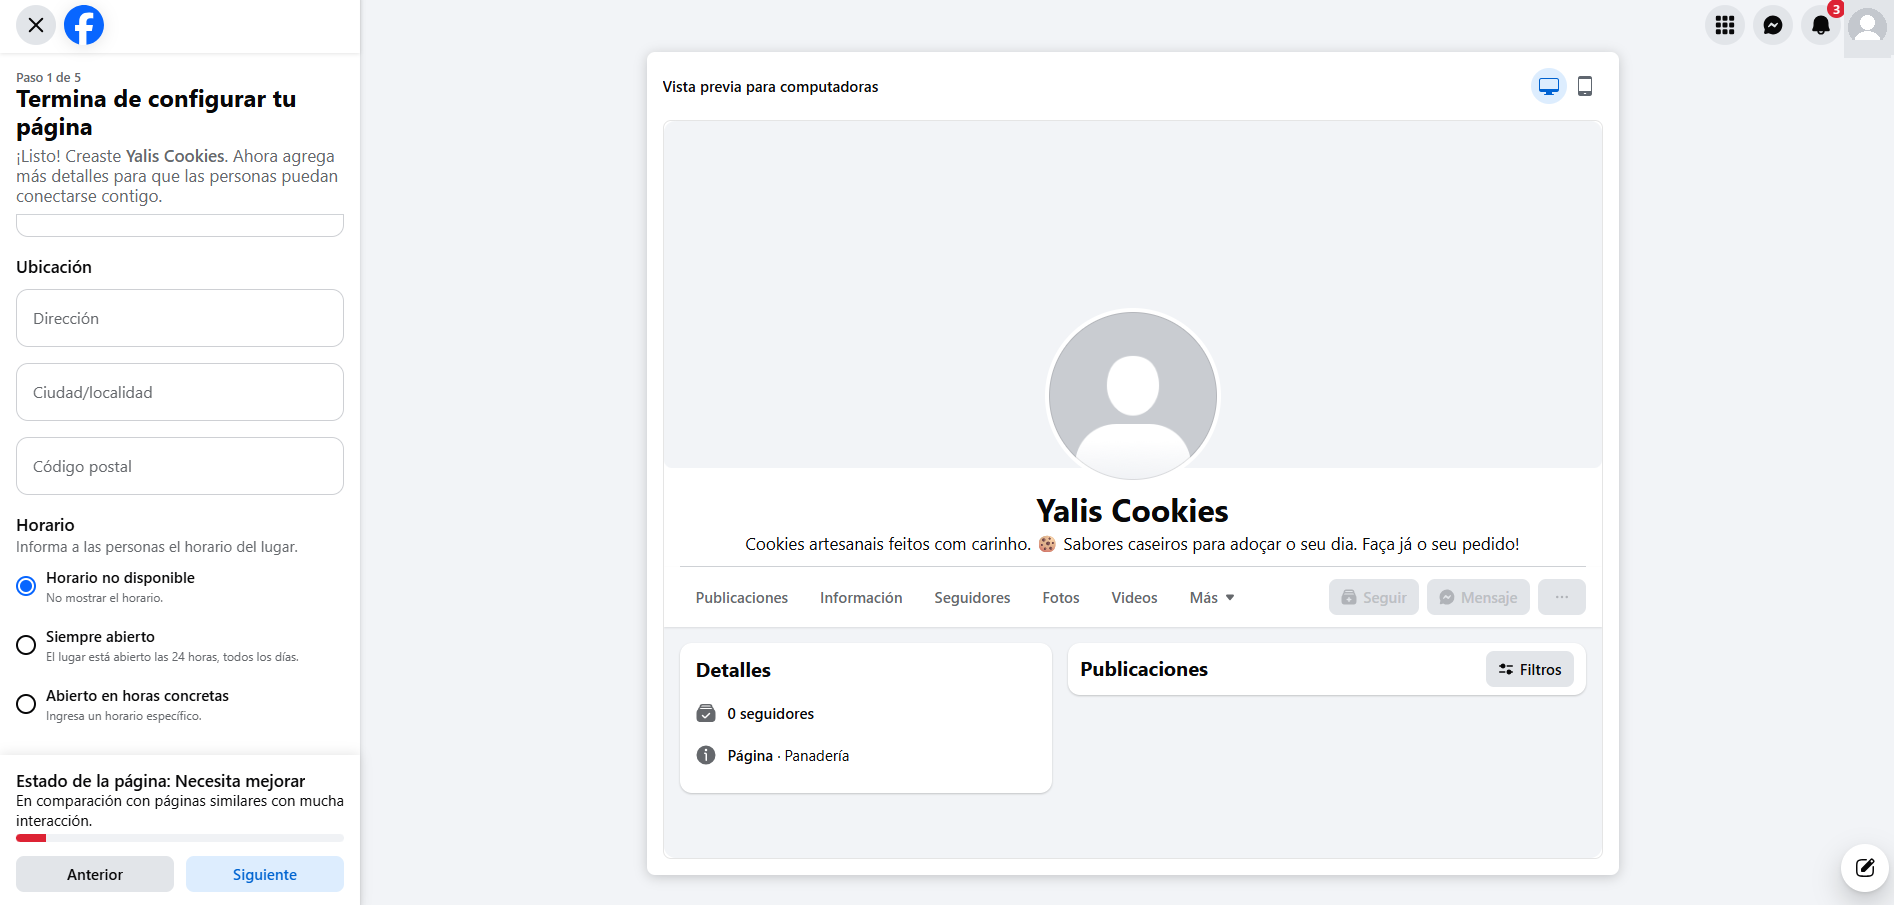 3
Paso 1 de 5
Termina de configurar tu
página
¡Listo! Creaste Yalis Cookies. Ahora agrega
más detalles para que las personas puedan
conectarse contigo.
Ubicación
Dirección
Ciudad/localidad
Código postal
Horario
Informa a las personas el horario del lugar.
Horario no disponible
No mostrar el horario.
Siempre abierto
El lugar está abierto las 24 horas, todos los días.
Abierto en horas concretas
Ingresa un horario específico.
Estado de la página: Necesita mejorar
En comparación con páginas similares con mucha
interacción.
Anterior
Siguiente
Vista previa para computadoras
Yalis Cookies
Cookies artesanais feitos com carinho. 🍪 Sabores caseiros para adoçar o seu dia. Faça já o seu pedido!
Publicaciones
Información
Seguidores
Fotos
Videos
Más
Seguir
Mensaje
Detalles
0 seguidores
Página · Panadería
Publicaciones
Filtros